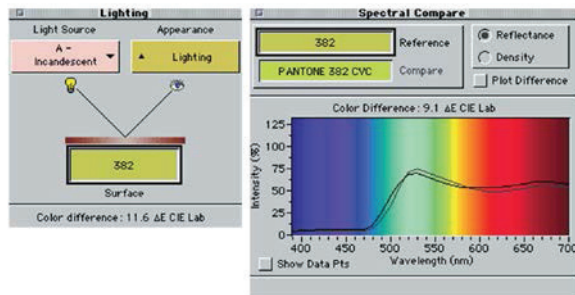 Lighting
Light Source
Appearance
A -
Incandescent
Lighting
382
Surface
Color difference : 11.6 ΔE CIE Lab
Spectral Compare
382
Reference
PANTONE 382 CVC
Compare
Reflectance
Density
Plot Difference
Color Difference : 9.1 ΔE CIE Lab
Intensity (%)
125
100
75
50
25
0
400
450
500
550
600
650
700
Wavelength (nm)
Show Data Pts